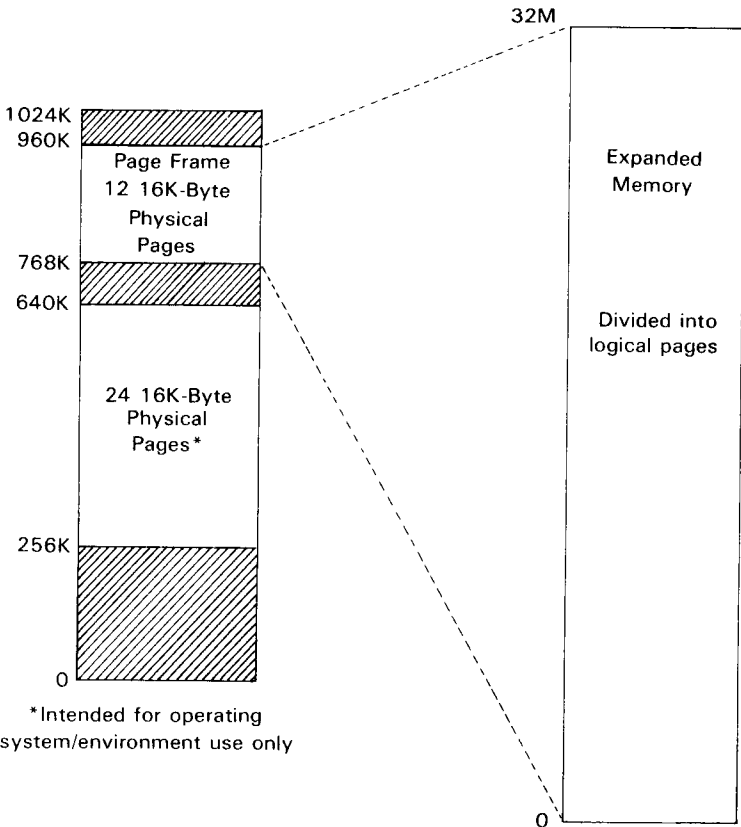 32M
1024K
960K
Page Frame
12 16K-Byte
Physical
Pages
768K
640K
24 16K-Byte
Physical
Pages*
256K
0
*Intended for operating
system/environment use only
Expanded
Memory
Divided into
logical pages
0